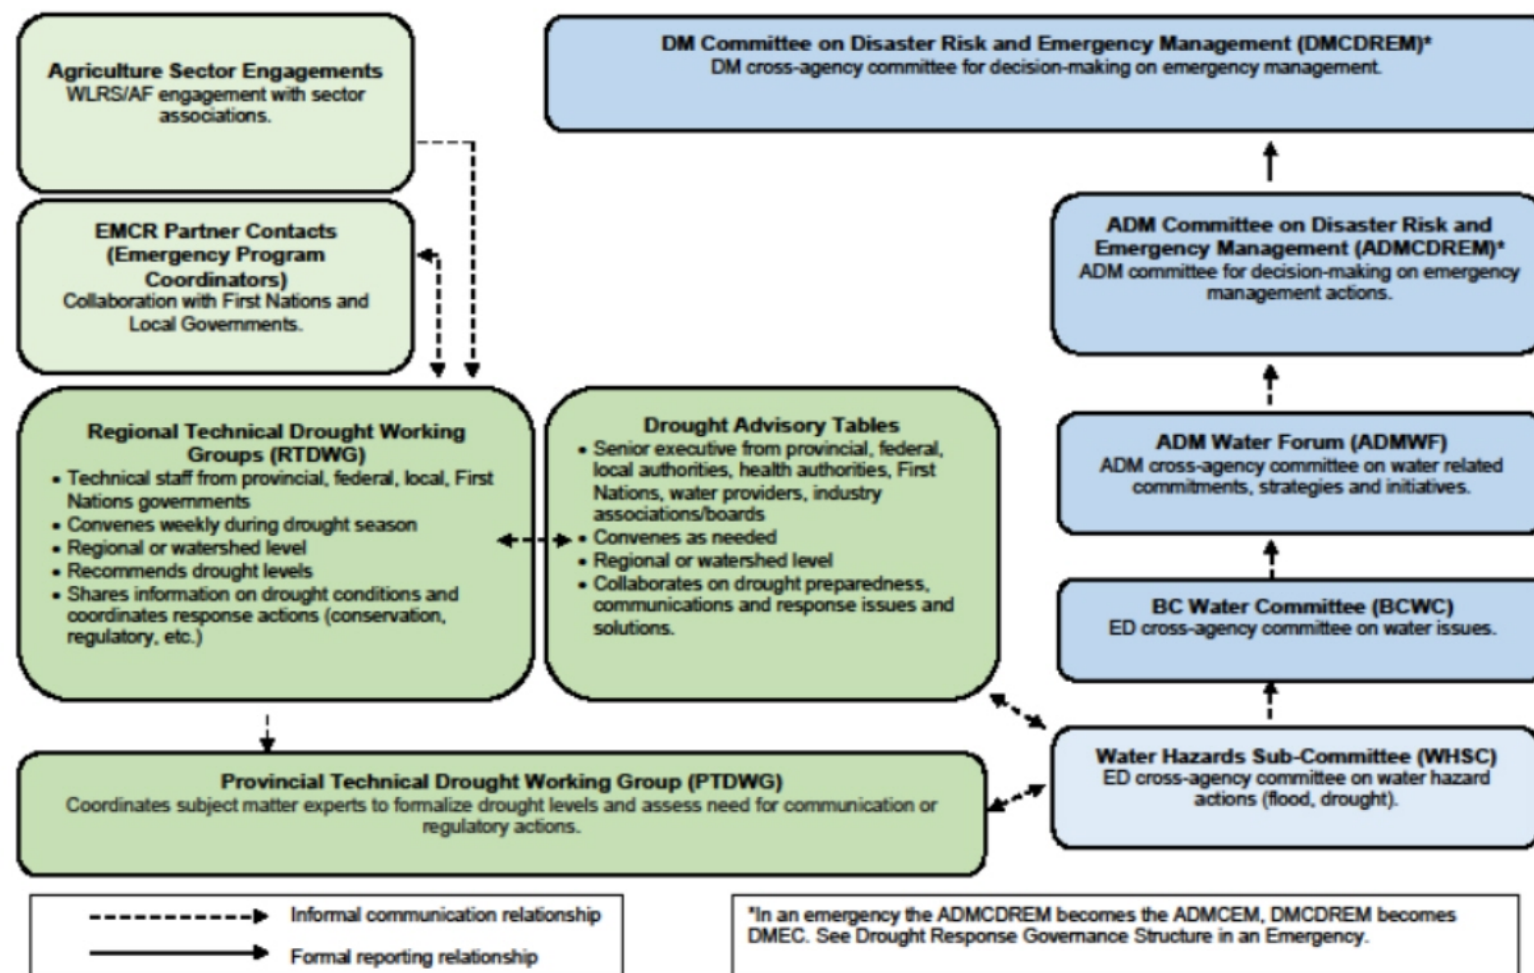 Agriculture Sector Engagements
WLRS/AF engagement with sector
associations.
DM Committee on Disaster Risk and Emergency Management (DMCDREM)*
DM cross-agency committee for decision-making on emergency management.
EMCR Partner Contacts
(Emergency Program
Coordinators)
Collaboration with First Nations and
Local Governments.
ADM Committee on Disaster Risk and
Emergency Management (ADMCDREM)*
ADM committee for decision-making on emergency
management actions.
Regional Technical Drought Working
Groups (RTDWG)
• Technical staff from provincial, federal, local, First
Nations governments
• Convenes weekly during drought season
• Regional or watershed level
• Recommends drought levels
• Shares information on drought conditions and
coordinates response actions (conservation,
regulatory, etc.)
Drought Advisory Tables
• Senior executive from provincial, federal,
local authorities, health authorities, First
Nations, water providers, industry
associations/boards
• Convenes as needed
• Regional or watershed level
• Collaborates on drought preparedness,
communications and response issues and
solutions.
ADM Water Forum (ADMWF)
ADM cross-agency committee on water related
commitments, strategies and initiatives.
BC Water Committee (BCWC)
ED cross-agency committee on water issues.
Water Hazards Sub-Committee (WHSC)
ED cross-agency committee on water hazard
actions (flood, drought).
Provincial Technical Drought Working Group (PTDWG)
Coordinates subject matter experts to formalize drought levels and assess need for communication or
regulatory actions.
Informal communication relationship
Formal reporting relationship
*In an emergency the ADMCDREM becomes the ADMCEM, DMCDREM becomes
DMEC. See Drought Response Governance Structure in an Emergency.